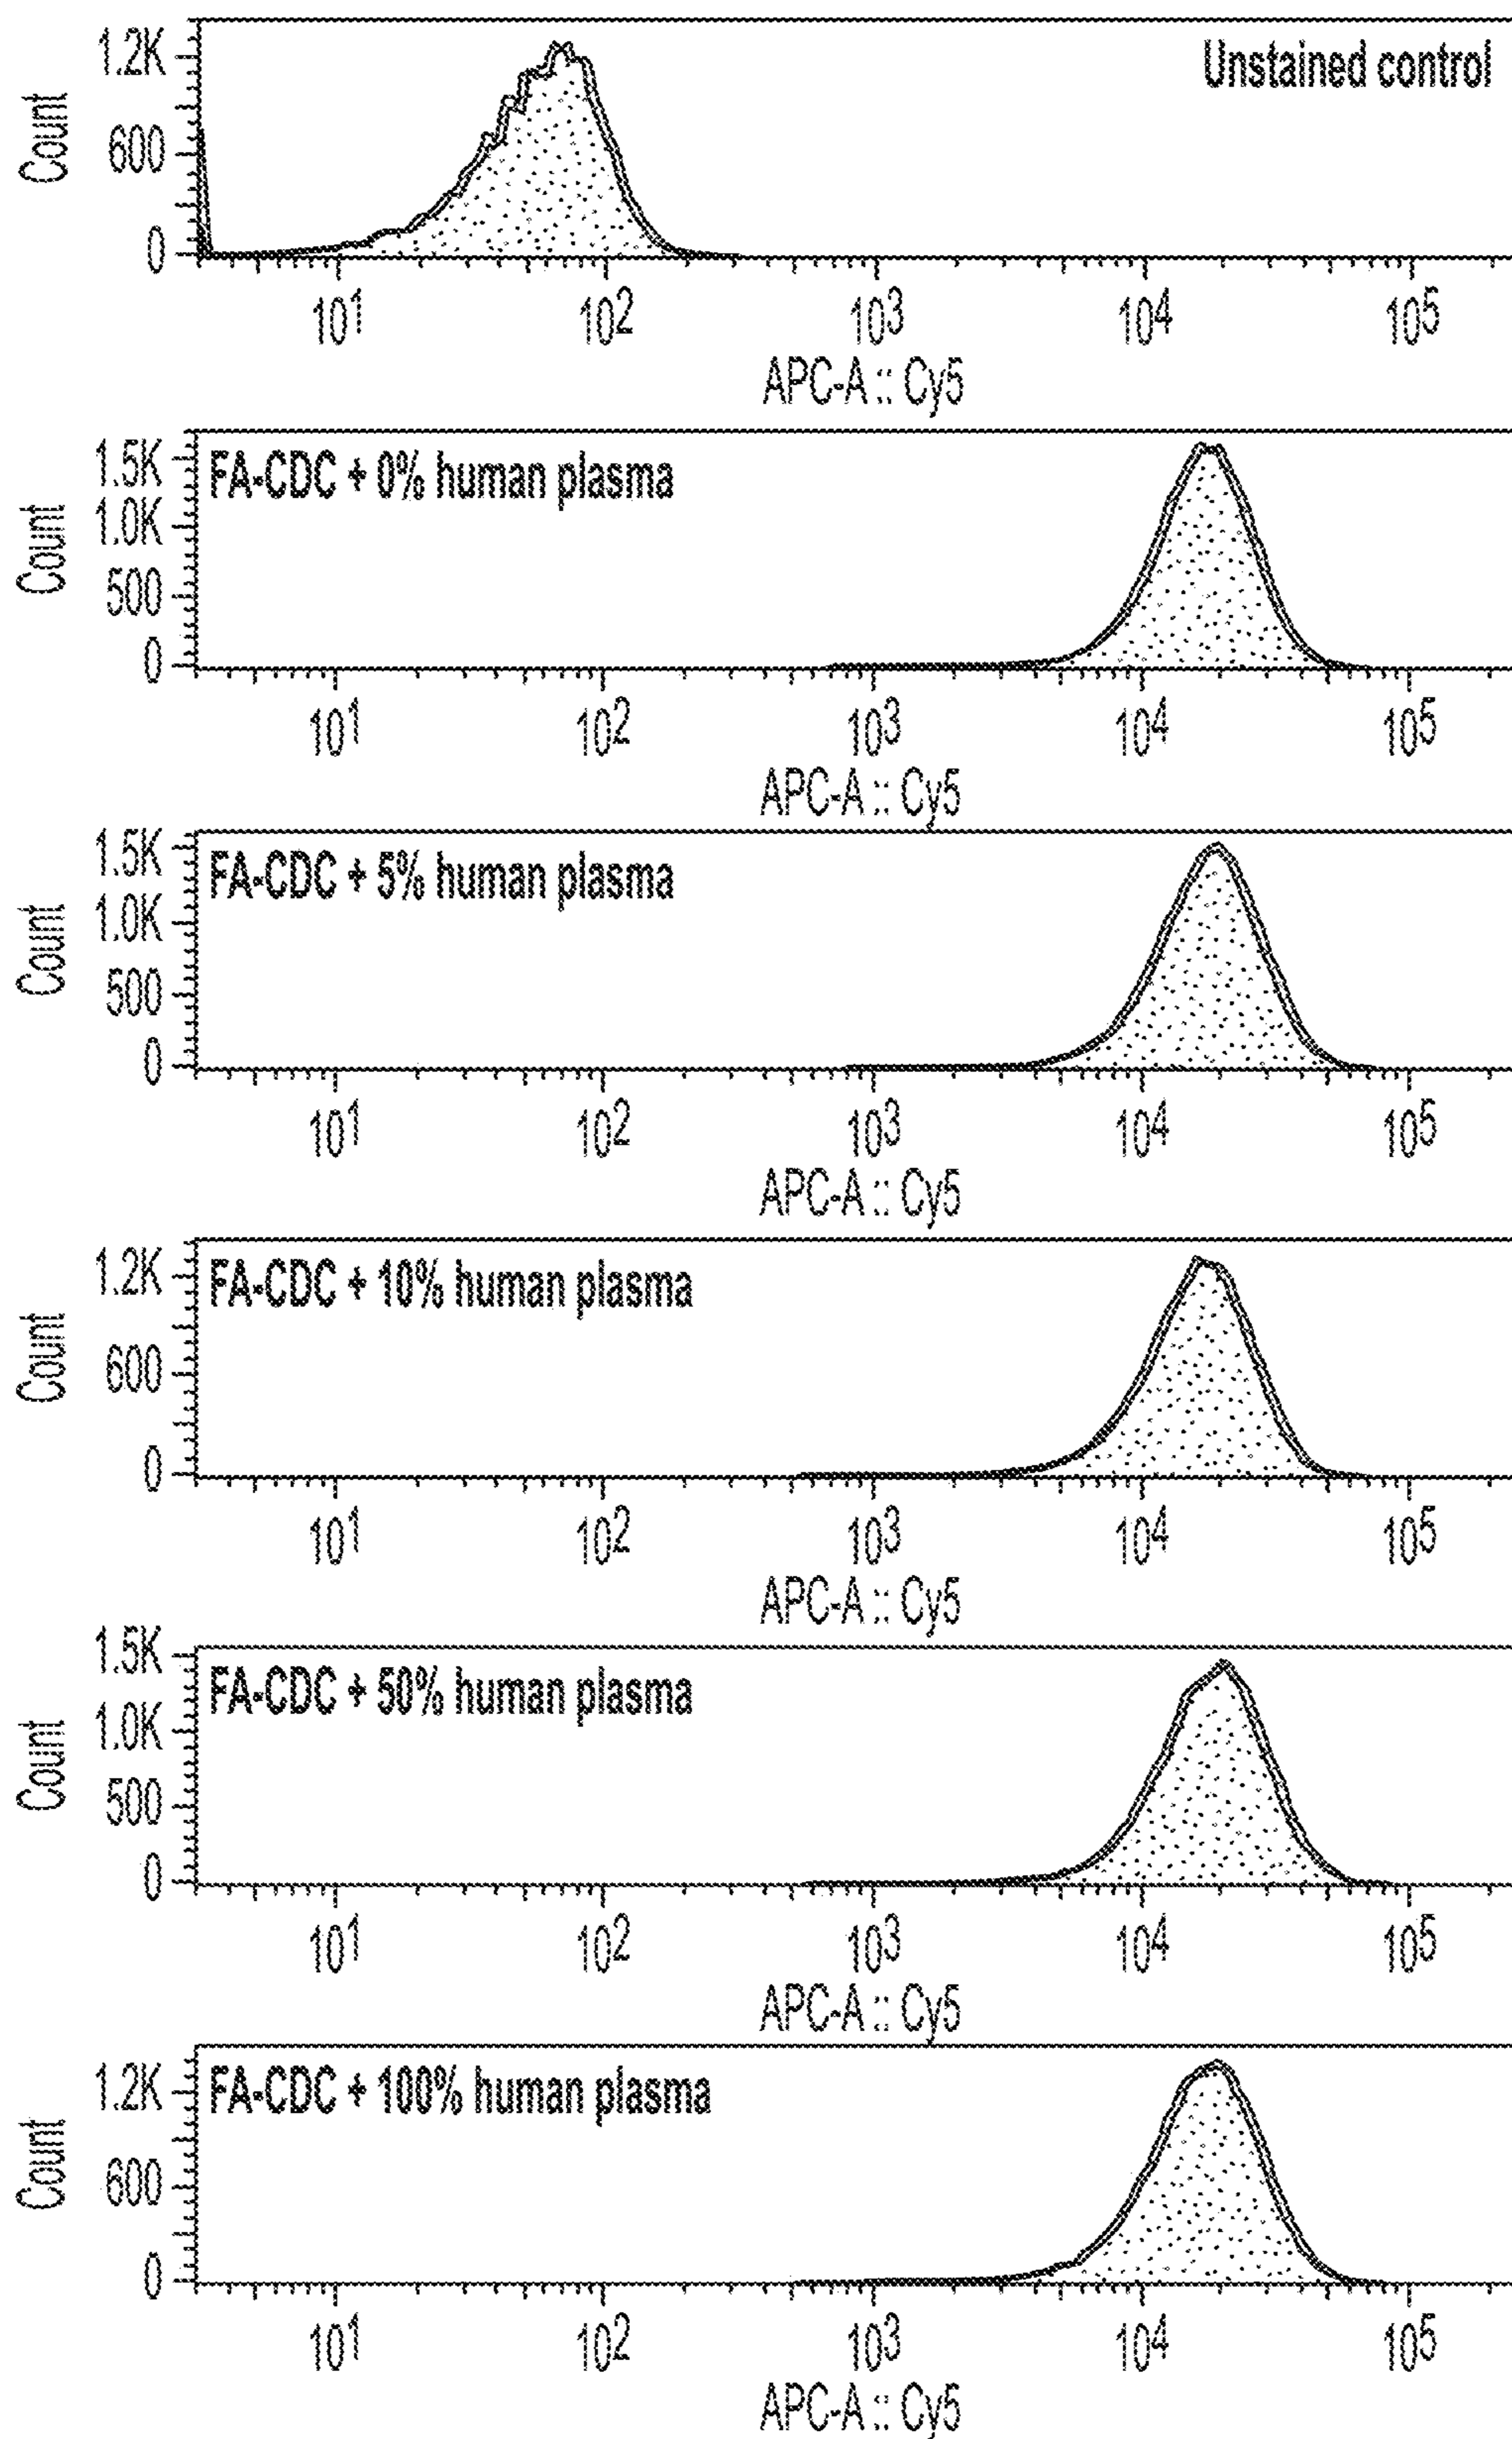 Unstained control
Count
1.2K
600
0
10¹ 10² 10³ 10⁴ 10⁵
APC-A :: Cy5
FA-CDC + 0% human plasma
Count
1.5K
1.0K
500
0
10¹ 10² 10³ 10⁴ 10⁵
APC-A :: Cy5
FA-CDC + 5% human plasma
Count
1.5K
1.0K
500
0
10¹ 10² 10³ 10⁴ 10⁵
APC-A :: Cy5
FA-CDC + 10% human plasma
Count
1.2K
600
0
10¹ 10² 10³ 10⁴ 10⁵
APC-A :: Cy5
FA-CDC + 50% human plasma
Count
1.5K
1.0K
500
0
10¹ 10² 10³ 10⁴ 10⁵
APC-A :: Cy5
FA-CDC + 100% human plasma
Count
1.2K
600
0
10¹ 10² 10³ 10⁴ 10⁵
APC-A :: Cy5